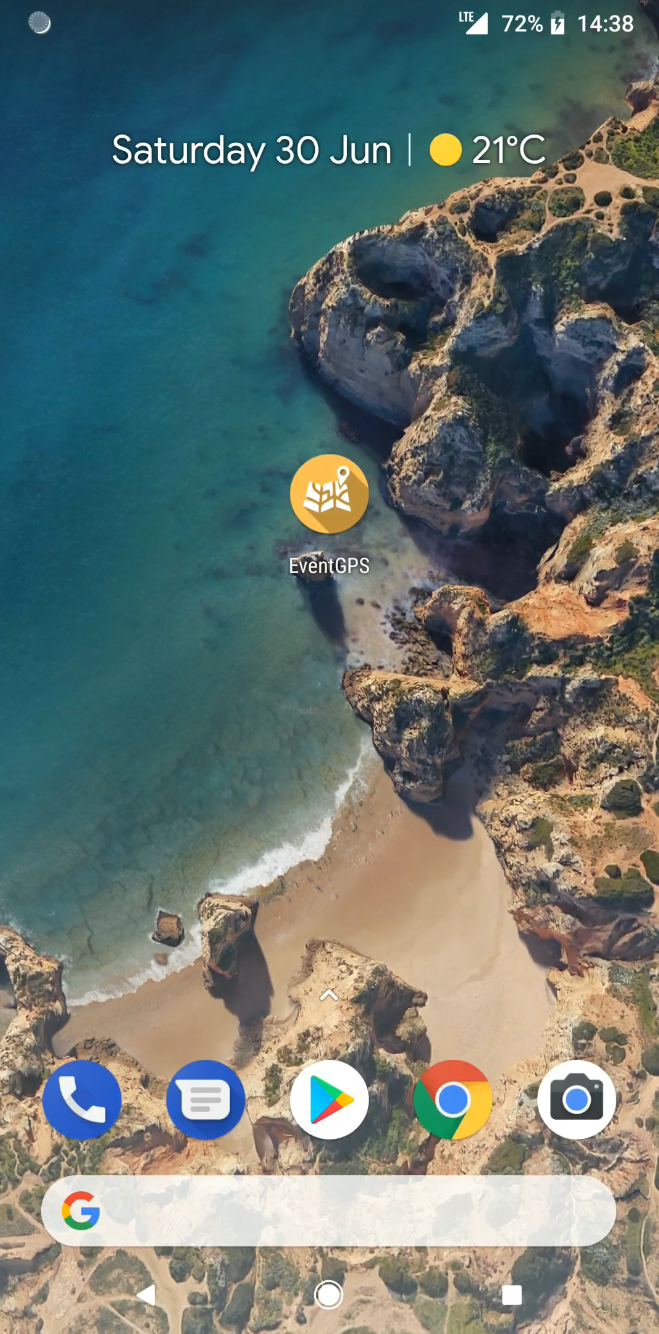 LTE 72% 14:38
Saturday 30 Jun | 21°C
EventGPS